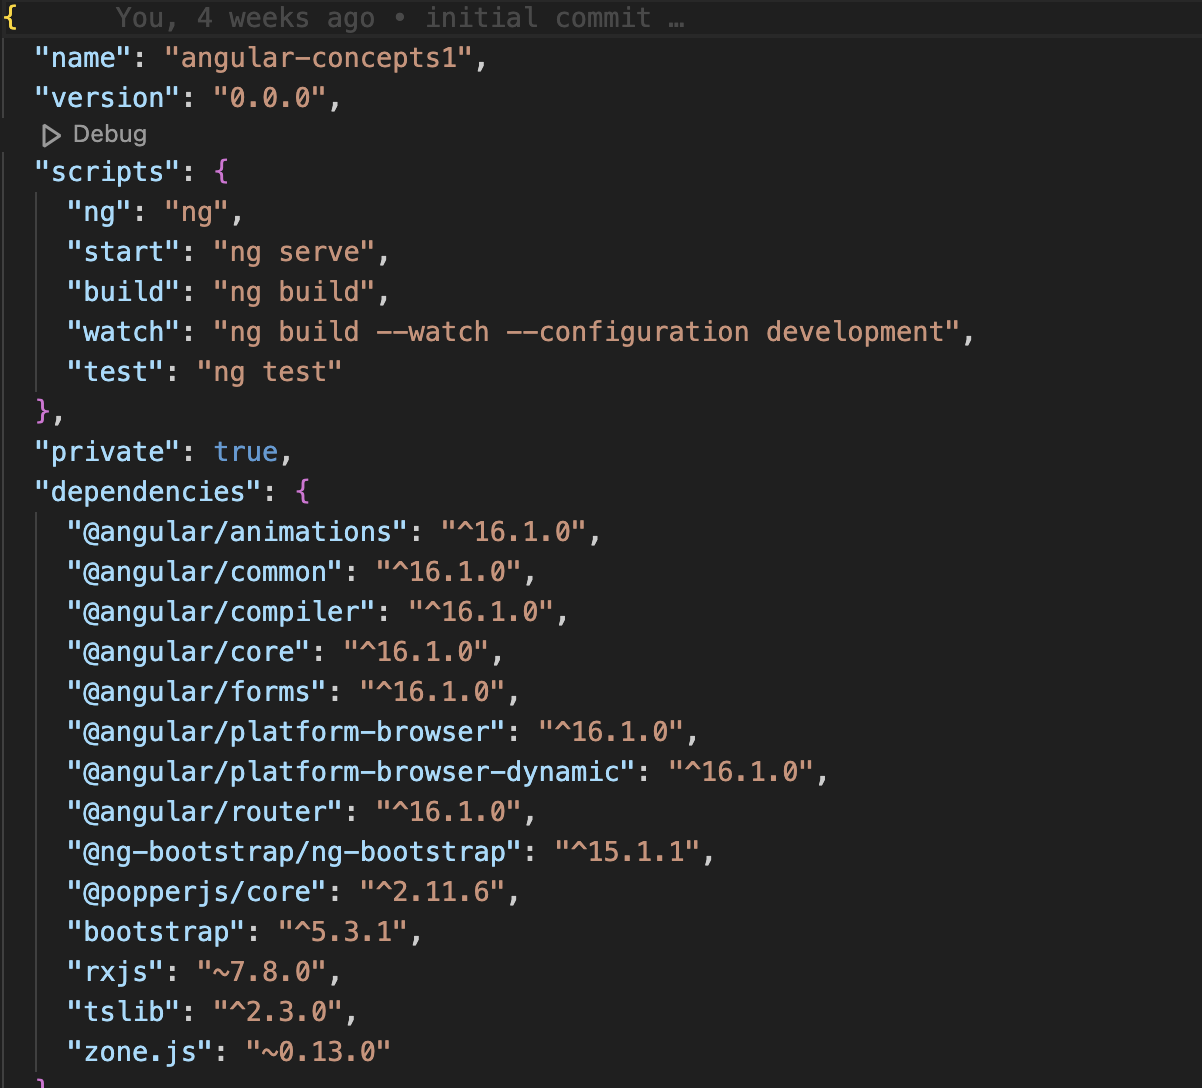 { You, 4 weeks ago • initial commit …
"name": "angular-concepts1",
"version": "0.0.0",
Debug
"scripts": {
"ng": "ng",
"start": "ng serve",
"build": "ng build",
"watch": "ng build --watch --configuration development",
"test": "ng test"
},
"private": true,
"dependencies": {
"@angular/animations": "^16.1.0",
"@angular/common": "^16.1.0",
"@angular/compiler": "^16.1.0",
"@angular/core": "^16.1.0",
"@angular/forms": "^16.1.0",
"@angular/platform-browser": "^16.1.0",
"@angular/platform-browser-dynamic": "^16.1.0",
"@angular/router": "^16.1.0",
"@ng-bootstrap/ng-bootstrap": "^15.1.1",
"@popperjs/core": "^2.11.6",
"bootstrap": "^5.3.1",
"rxjs": "~7.8.0",
"tslib": "^2.3.0",
"zone.js": "~0.13.0"
}